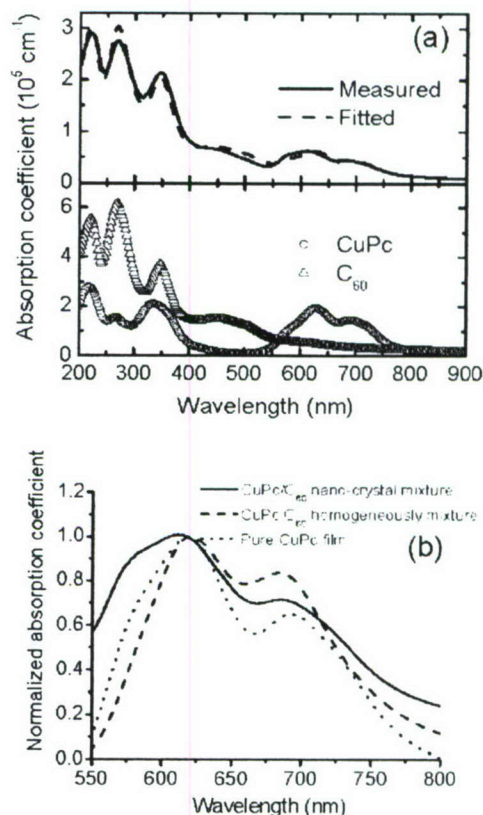 (a)
Absorption coefficient (10⁶ cm⁻¹)
3
2
1
0
Measured
Fitted
6
4
2
0
CuPc
C₆₀
200 300 400 500 600 700 800 900
Wavelength (nm)
(b)
Normalized absorption coefficient
1.2
1.0
0.8
0.6
0.4
0.2
0.0
CuPc/C₆₀ nano-crystal mixture
CuPc C₆₀ homogeneously mixture
Pure CuPc film
550 600 650 700 750 800
Wavelength (nm)